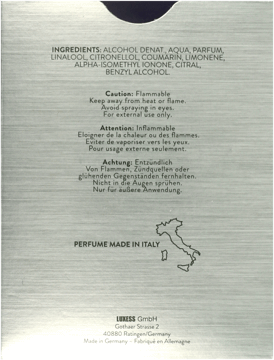 INGREDIENTS: ALCOHOL DENAT., AQUA, PARFUM,
LINALOOL, CITRONELLOL, COUMARIN, LIMONENE,
ALPHA-ISOMETHYL IONONE, CITRAL,
BENZYL ALCOHOL.
Caution: Flammable
Keep away from heat or flame.
Avoid spraying in eyes.
For external use only.
Attention: Inflammable
Eloigner de la chaleur ou des flammes.
Eviter de vaporiser vers les yeux.
Pour usage externe seulement.
Achtung: Entzündlich
Von Flammen, Zündquellen oder
glühenden Gegenständen fernhalten.
Nicht in die Augen sprühen.
Nur für äußere Anwendung.
PERFUME MADE IN ITALY
LUXESS GmbH
Gothaer Strasse 2
40880 Ratingen/Germany
Made in Germany - Fabriqué en Allemagne